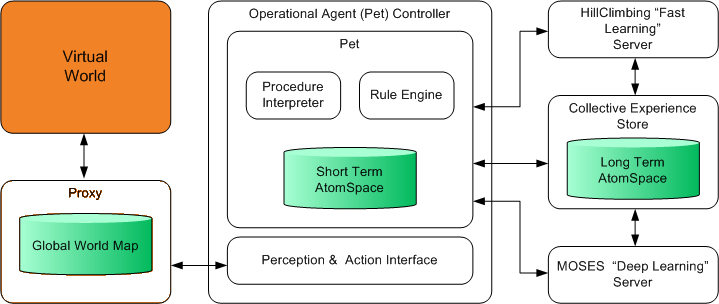 Virtual
World
Proxy
Global World Map
Operational Agent (Pet) Controller
Pet
Procedure
Interpreter
Rule Engine
Short Term
AtomSpace
Perception & Action Interface
HillClimbing “Fast
Learning”
Server
Collective Experience
Store
Long Term
AtomSpace
MOSES “Deep Learning”
Server